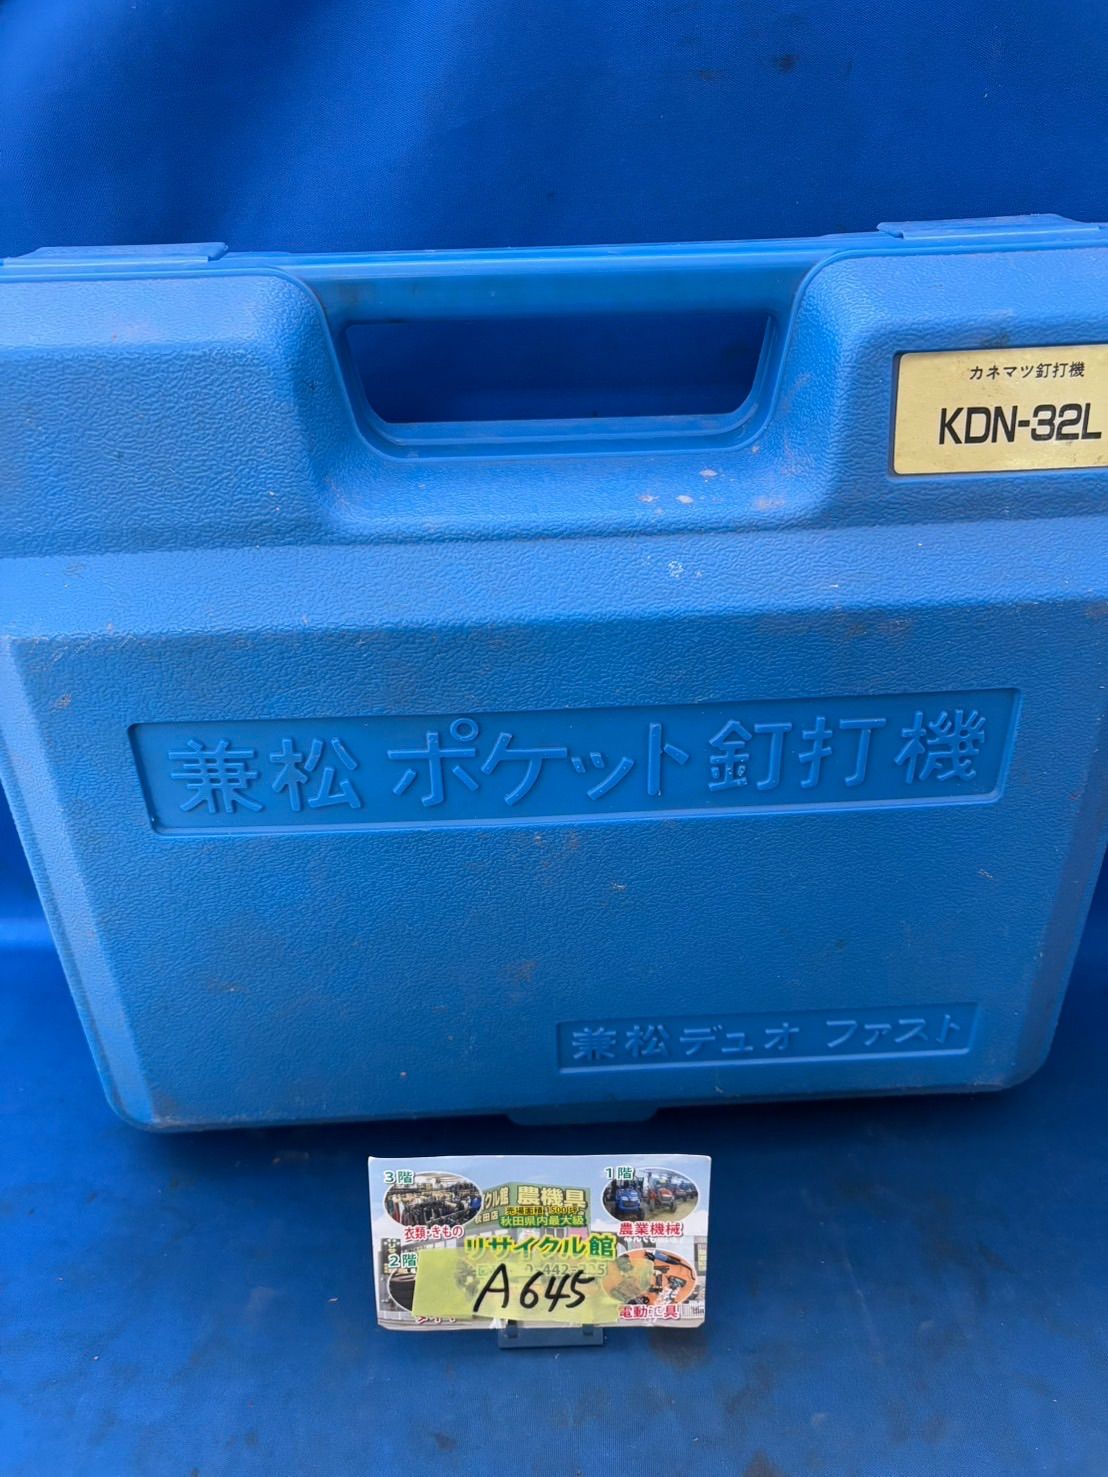 カネマツ釘打機
KDN-32L
兼松 ポケット釘打機
兼松デュオ ファスト
3階
衣類・きもの
2階
農機具
秋田県内最大級
リサイクル館
A645
1階
農業機械
電動工具